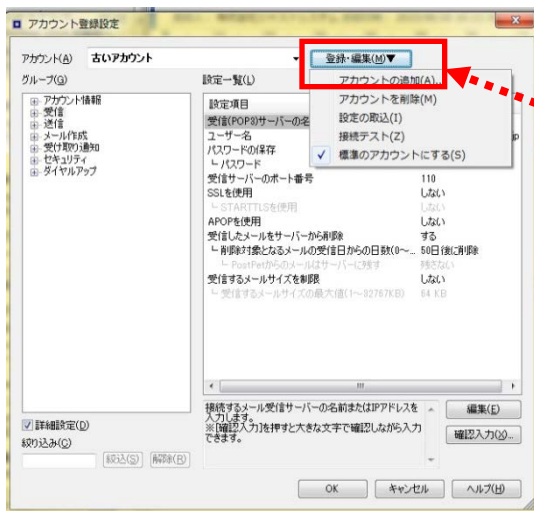 アカウント登録設定
アカウント(A) 古いアカウント 登録・編集(M)▼
グループ(G)
アカウント情報
受信
送信
メール作成
受け取り通知
セキュリティ
ダイヤルアップ
設定一覧(L)
設定項目
アカウントの追加(A)...
アカウントを削除(M)
設定の取込(I)
接続テスト(Z)
✓ 標準のアカウントにする(S)
受信(POP3)サーバーの名
ユーザー名 jp
パスワードの保存
└ パスワード
受信サーバーのポート番号 110
SSLを使用 しない
└ STARTTLSを使用 しない
APOPを使用 しない
受信したメールをサーバーから削除 する
└ 削除対象となるメールの受信日からの日数(0~... 50日後に削除
└ PostPetからのメールはサーバーに残す 残さない
受信するメールサイズを制限 しない
└ 受信するメールサイズの最大値(1~32767KB) 64 KB
接続するメール受信サーバーの名前またはIPアドレスを
入力します。
※[確認入力]を押すと大きな文字で確認しながら入力
できます。
編集(E)
確認入力(X)...
詳細設定(D)
絞り込み(C)
絞込(S) 解除(R)
OK キャンセル ヘルプ(H)